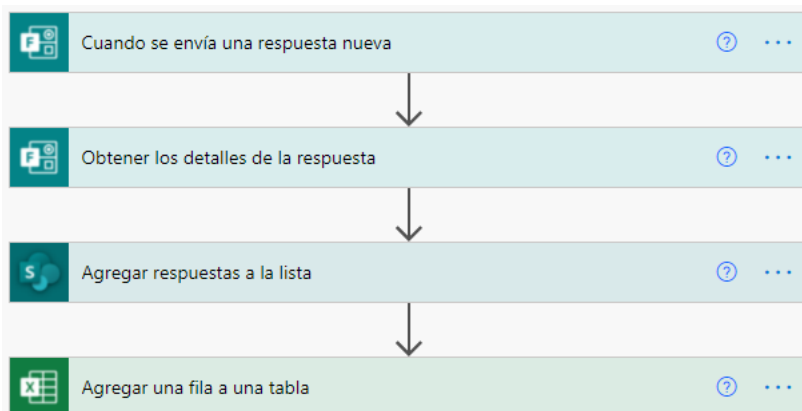 Cuando se envía una respuesta nueva
Obtener los detalles de la respuesta
Agregar respuestas a la lista
Agregar una fila a una tabla